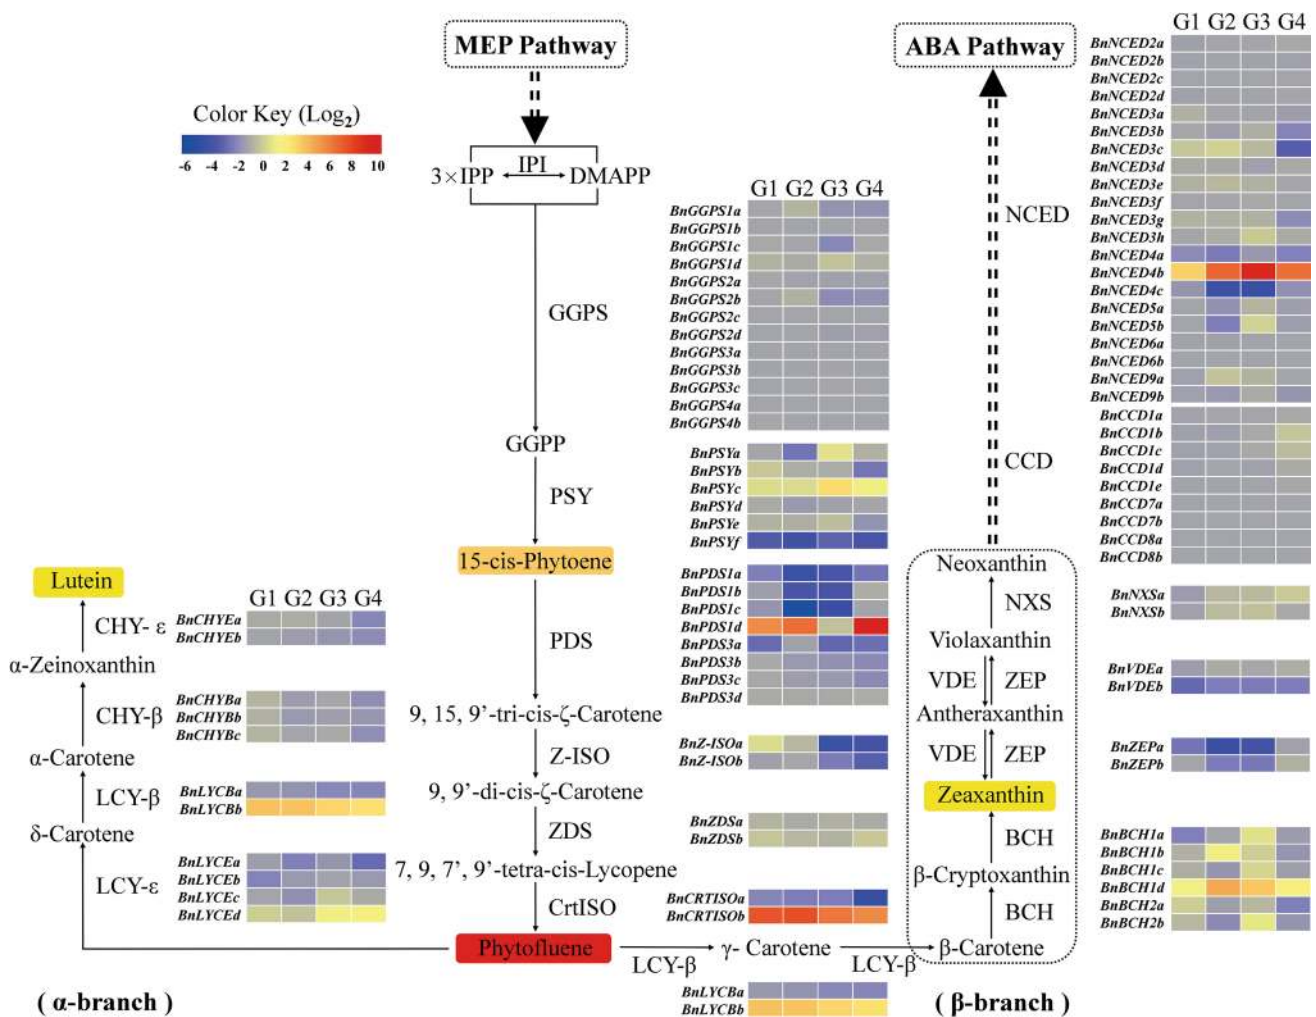 MEP Pathway
ABA Pathway
Color Key (Log2)
-6 -4 -2 0 2 4 6 8 10
IPI
3×IPP DMAPP
GGPS
GGPP
PSY
15-cis-Phytoene
PDS
9, 15, 9’-tri-cis-ζ-Carotene
Z-ISO
9, 9’-di-cis-ζ-Carotene
ZDS
7, 9, 7’, 9’-tetra-cis-Lycopene
CrtISO
Phytofluene
LCY-β
γ- Carotene
LCY-β
β-Carotene
BCH
β-Cryptoxanthin
BCH
Zeaxanthin
VDE ZEP
Antheraxanthin
VDE ZEP
Violaxanthin
NXS
Neoxanthin
CCD
NCED
Lutein
CHY- ε
α-Zeinoxanthin
CHY-β
α-Carotene
LCY-β
δ-Carotene
LCY-ε
( α-branch )
( β-branch )
G1 G2 G3 G4
BnCHYEa
BnCHYEb
BnCHYBa
BnCHYBb
BnCHYBc
BnLYCBa
BnLYCBb
BnLYCEa
BnLYCEb
BnLYCEc
BnLYCEd
G1 G2 G3 G4
BnGGPS1a
BnGGPS1b
BnGGPS1c
BnGGPS1d
BnGGPS2a
BnGGPS2b
BnGGPS2c
BnGGPS2d
BnGGPS3a
BnGGPS3b
BnGGPS3c
BnGGPS4a
BnGGPS4b
BnPSYa
BnPSYb
BnPSYc
BnPSYd
BnPSYe
BnPSYf
BnPDS1a
BnPDS1b
BnPDS1c
BnPDS1d
BnPDS3a
BnPDS3b
BnPDS3c
BnPDS3d
BnZ-ISOa
BnZ-ISOb
BnZDSa
BnZDSb
BnCRTISOa
BnCRTISOb
BnLYCBa
BnLYCBb
G1 G2 G3 G4
BnNCED2a
BnNCED2b
BnNCED2c
BnNCED2d
BnNCED3a
BnNCED3b
BnNCED3c
BnNCED3d
BnNCED3e
BnNCED3f
BnNCED3g
BnNCED3h
BnNCED4a
BnNCED4b
BnNCED4c
BnNCED5a
BnNCED5b
BnNCED6a
BnNCED6b
BnNCED9a
BnNCED9b
BnCCD1a
BnCCD1b
BnCCD1c
BnCCD1d
BnCCD1e
BnCCD7a
BnCCD7b
BnCCD8a
BnCCD8b
BnNXSa
BnNXSb
BnVDEa
BnVDEb
BnZEPa
BnZEPb
BnBCH1a
BnBCH1b
BnBCH1c
BnBCH1d
BnBCH2a
BnBCH2b